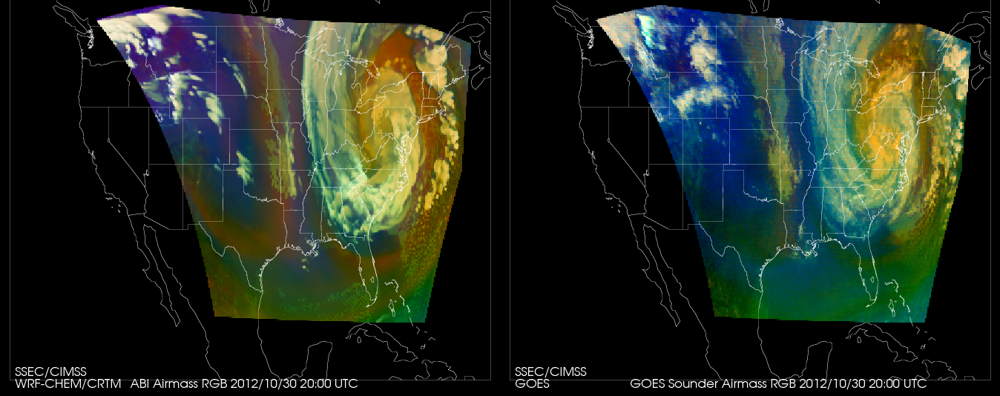 SSEC/CIMSS
WRF-CHEM/CRTM ABI Airmass RGB 2012/10/30 20:00 UTC
SSEC/CIMSS
GOES GOES Sounder Airmass RGB 2012/10/30 20:00 UTC